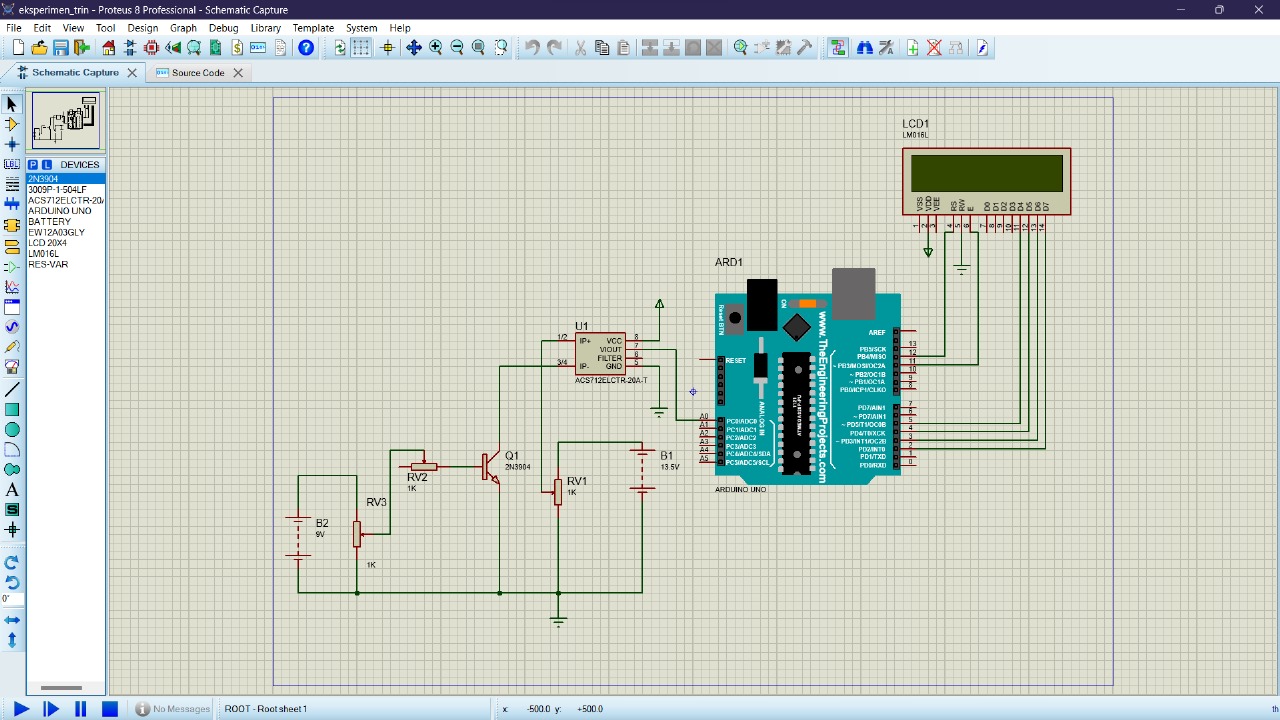 eksperimen_trin - Proteus 8 Professional - Schematic Capture
File Edit View Tool Design Graph Debug Library Template System Help
Schematic Capture Source Code
P L DEVICES
2N3904
3009P-1-504LF
ACS712ELCTR-20A
ARDUINO UNO
BATTERY
EW12A03GLY
LCD 20X4
LM016L
RES-VAR
LCD1
LM016L
VSS VDD VEE RS RW E D0 D1 D2 D3 D4 D5 D6 D7
1 2 3 4 5 6 7 8 9 10 11 12 13 14
ARD1
Reset BTN
www.TheEngineeringProjects.com
RESET
ANALOG IN
AREF
13
PB5/SCK
12
PB4/MISO
11
~ PB3/MOSI/OC2A
10
~ PB2/OC1B
9
~ PB1/OC1A
8
PB0/ICP1/CLKO
7
PD7/AIN1
6
~ PD6/AIN0
5
~ PD5/T1/OC0B
4
PD4/T0/XCK
3
~ PD3/INT1/OC2B
2
PD2/INT0
1
PD1/TXD
0
PD0/RXD
A0 PC0/ADC0
A1 PC1/ADC1
A2 PC2/ADC2
A3 PC3/ADC3
A4 PC4/ADC4/SDA
A5 PC5/ADC5/SCL
ARDUINO UNO
U1
1/2 IP+ VCC 8
VIOUT 7
FILTER 6
3/4 IP- GND 5
ACS712ELCTR-20A-T
Q1
2N3904
RV2
1K
RV1
1K
B1
13.5V
RV3
1K
B2
9V
0°
No Messages ROOT - Root sheet 1 x: -500.0 y: +500.0 th